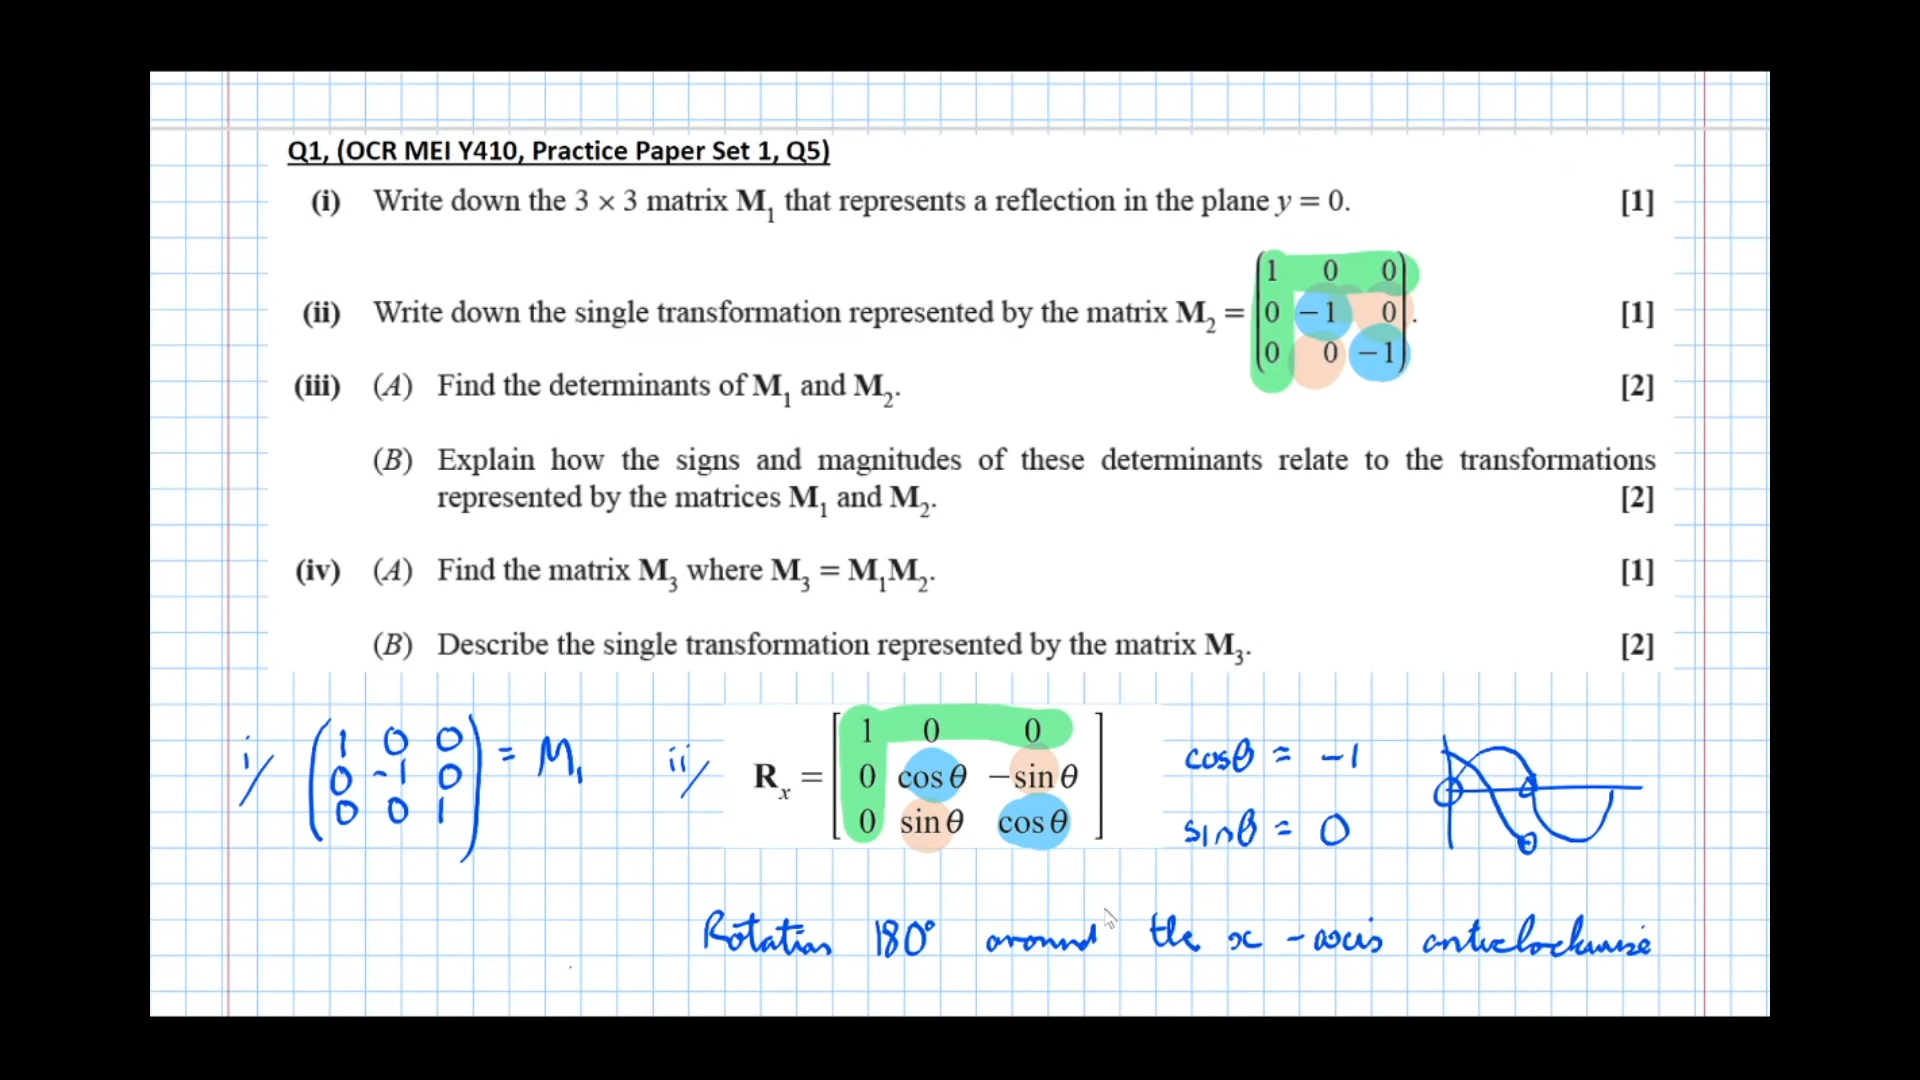 Q1, (OCR MEI Y410, Practice Paper Set 1, Q5)
(i) Write down the 3 × 3 matrix M₁ that represents a reflection in the plane y = 0. [1]
(ii) Write down the single transformation represented by the matrix M₂ = (1 0 0
0 −1 0
0 0 −1). [1]
(iii) (A) Find the determinants of M₁ and M₂. [2]
(B) Explain how the signs and magnitudes of these determinants relate to the transformations
represented by the matrices M₁ and M₂. [2]
(iv) (A) Find the matrix M₃ where M₃ = M₁M₂. [1]
(B) Describe the single transformation represented by the matrix M₃. [2]
i/ (1 0 0
0 -1 0
0 0 1) = M₁
ii/ Rₓ = [1 0 0
0 cos θ −sin θ
0 sin θ cos θ]
cosθ = -1
sinθ = 0
Rotation 180° around the x-axis anticlockwise